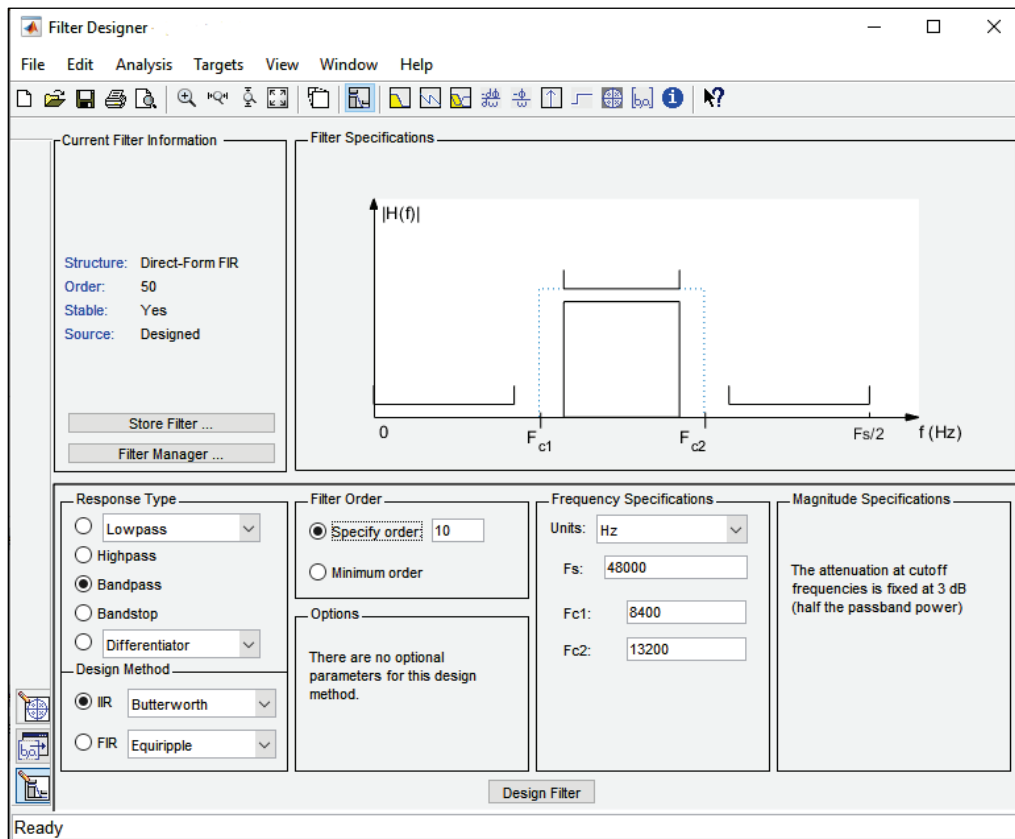 Filter Designer
File Edit Analysis Targets View Window Help
Current Filter Information
Structure: Direct-Form FIR
Order: 50
Stable: Yes
Source: Designed
Store Filter ...
Filter Manager ...
Filter Specifications
|H(f)|
0
Fc1
Fc2
Fs/2
f (Hz)
Response Type
Lowpass
Highpass
Bandpass
Bandstop
Differentiator
Design Method
IIR Butterworth
FIR Equiripple
Filter Order
Specify order: 10
Minimum order
Options
There are no optional
parameters for this design
method.
Frequency Specifications
Units: Hz
Fs: 48000
Fc1: 8400
Fc2: 13200
Magnitude Specifications
The attenuation at cutoff
frequencies is fixed at 3 dB
(half the passband power)
Design Filter
Ready